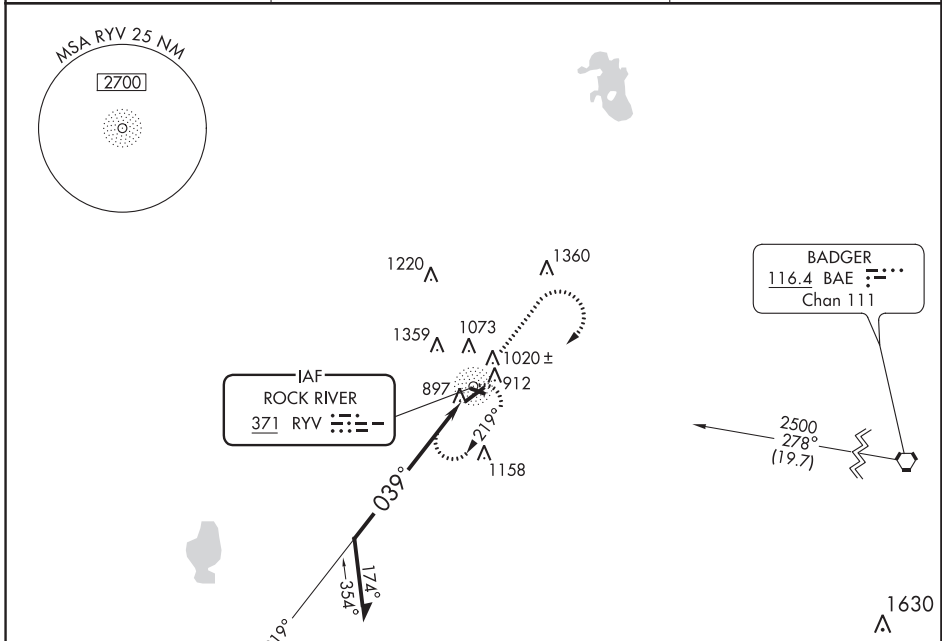 MSA RYV 25 NM
2700
1220
1360
BADGER
116.4 BAE
Chan 111
1359
1073
1020 ±
912
897
IAF
ROCK RIVER
371 RYV
219°
1158
2500
278°
(19.7)
039°
174°
354°
1630